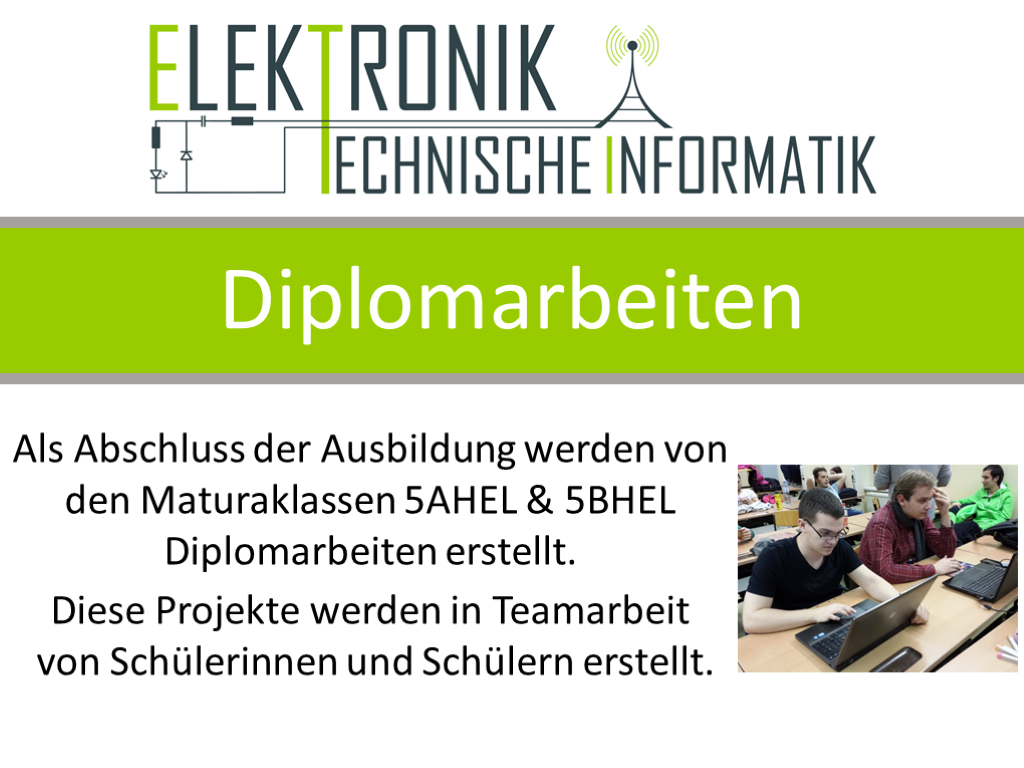 ELEKTRONIK
TECHNISCHE INFORMATIK
Diplomarbeiten
Als Abschluss der Ausbildung werden von
den Maturaklassen 5AHEL & 5BHEL
Diplomarbeiten erstellt.
Diese Projekte werden in Teamarbeit
von Schülerinnen und Schülern erstellt.